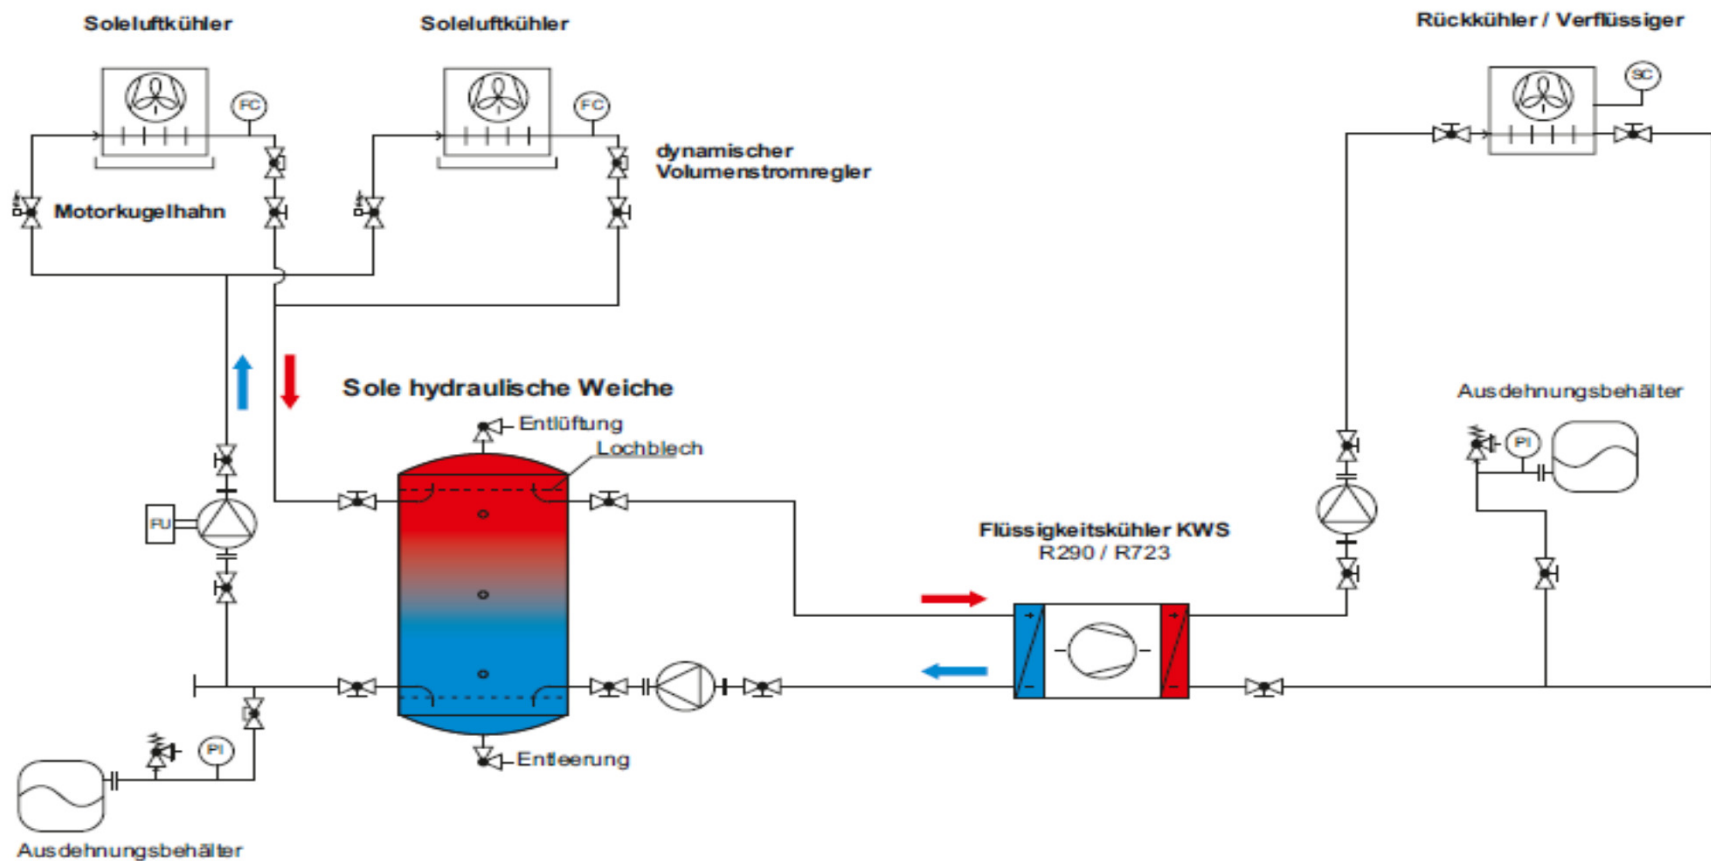 Soleluftkühler
Soleluftkühler
Rückkühler / Verflüssiger
FC
FC
SC
dynamischer
Volumenstromregler
Motorkugelhahn
Sole hydraulische Weiche
Entlüftung
Lochblech
Ausdehnungsbehälter
PI
FU
Flüssigkeitskühler KWS
R290 / R723
+
+
-
-
PI
Entleerung
Ausdehnungsbehälter